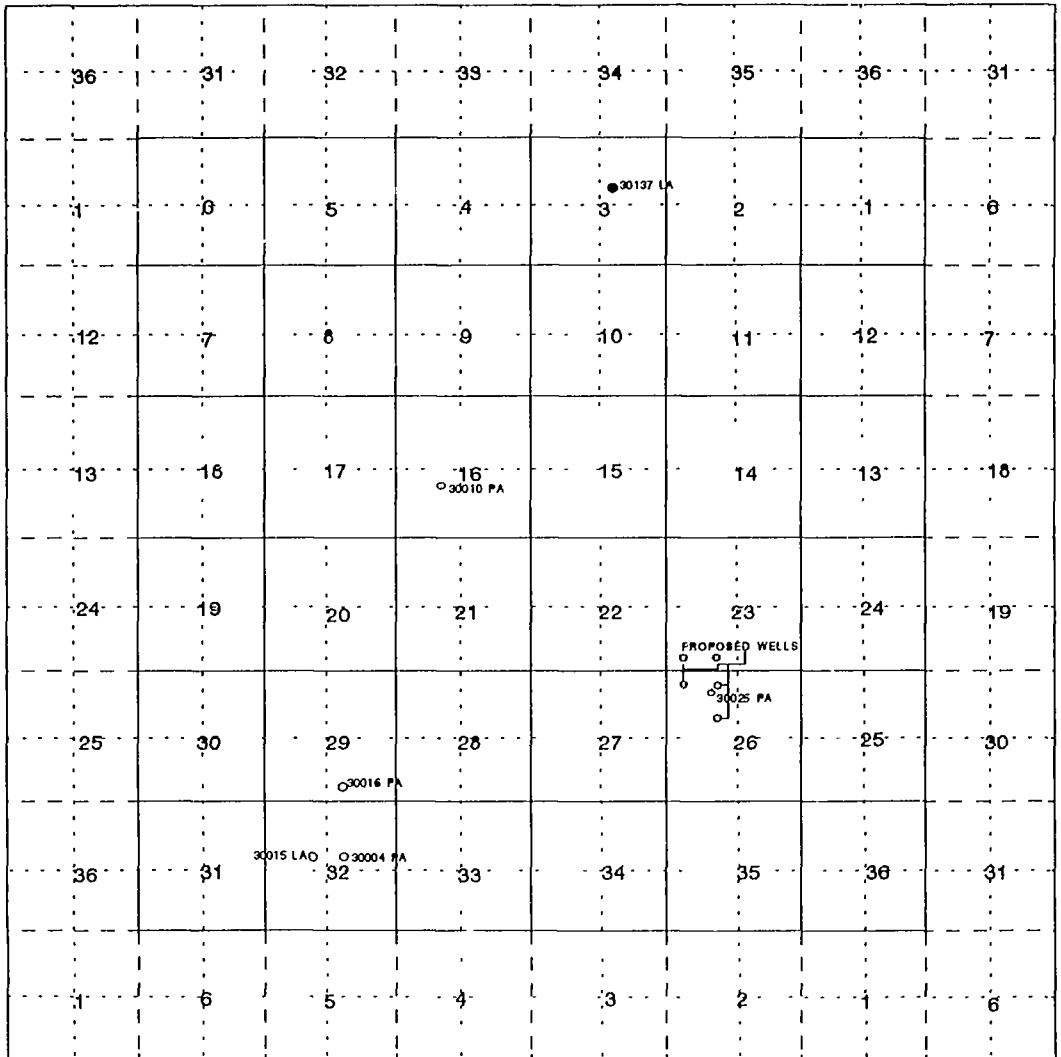 36 31 32 33 34 35 36 31
30137 LA
1 6 5 4 3 2 1 6
12 7 8 9 10 11 12 7
13 18 17 16 15 14 13 18
30010 PA
24 19 20 21 22 23 24 19
PROPOSED WELLS
30025 PA
25 30 29 28 27 26 25 30
30016 PA
30015 LA 30004 PA
36 31 32 33 34 35 36 31
1 6 5 4 3 2 1 6